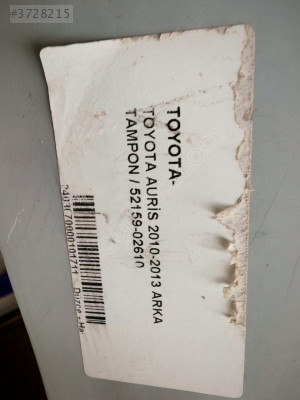 #3728215
TOYOTA-
TOYOTA AURIS 2010-2013 ARKA
TAMPON / 52159-02610